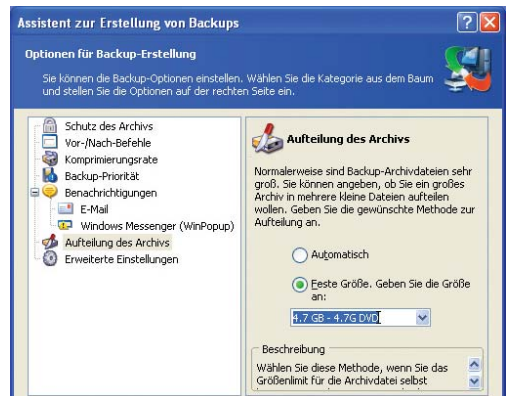 Assistent zur Erstellung von Backups
Optionen für Backup-Erstellung
Sie können die Backup-Optionen einstellen. Wählen Sie die Kategorie aus dem Baum
und stellen Sie die Optionen auf der rechten Seite ein.
Schutz des Archivs
Vor-/Nach-Befehle
Komprimierungsrate
Backup-Priorität
Benachrichtigungen
E-Mail
Windows Messenger (WinPopup)
Aufteilung des Archivs
Erweiterte Einstellungen
Aufteilung des Archivs
Normalerweise sind Backup-Archivdateien sehr
groß. Sie können angeben, ob Sie ein großes
Archiv in mehrere kleine Dateien aufteilen
wollen. Geben Sie die gewünschte Methode zur
Aufteilung an.
Automatisch
Feste Größe. Geben Sie die Größe
an:
4.7 GB - 4.7G DVD
Beschreibung
Wählen Sie diese Methode, wenn Sie das
Größenlimit für die Archivdatei selbst